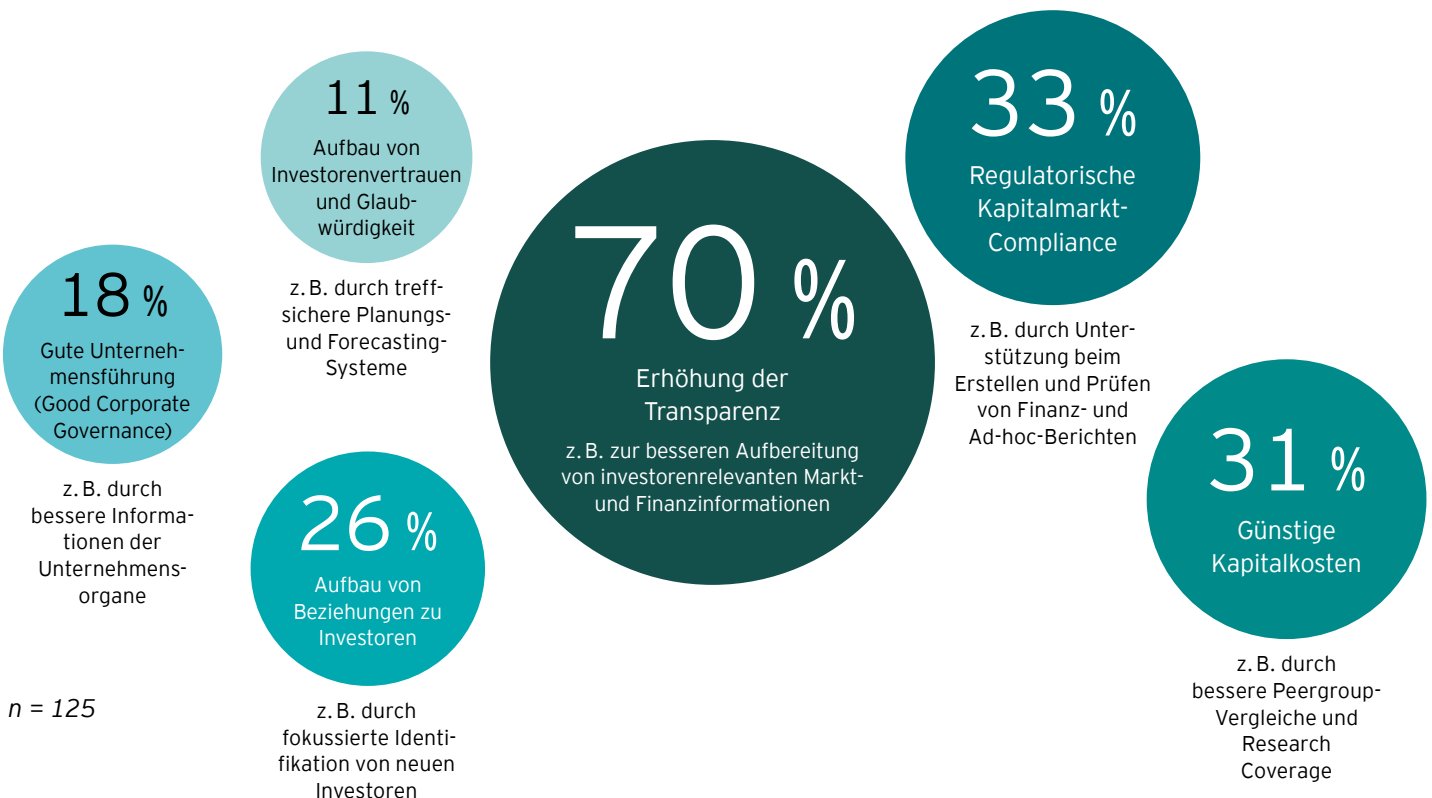 11 %
Aufbau von
Investorenvertrauen
und Glaub-
würdigkeit
z. B. durch treff-
sichere Planungs-
und Forecasting-
Systeme
18 %
Gute Unterneh-
mensführung
(Good Corporate
Governance)
z. B. durch
bessere Informa-
tionen der
Unternehmens-
organe
26 %
Aufbau von
Beziehungen zu
Investoren
z. B. durch
fokussierte Identi-
fikation von neuen
Investoren
70 %
Erhöhung der
Transparenz
z. B. zur besseren Aufbereitung
von investorenrelevanten Markt-
und Finanzinformationen
33 %
Regulatorische
Kapitalmarkt-
Compliance
z. B. durch Unter-
stützung beim
Erstellen und Prüfen
von Finanz- und
Ad-hoc-Berichten
31 %
Günstige
Kapitalkosten
z. B. durch
bessere Peergroup-
Vergleiche und
Research
Coverage
n = 125